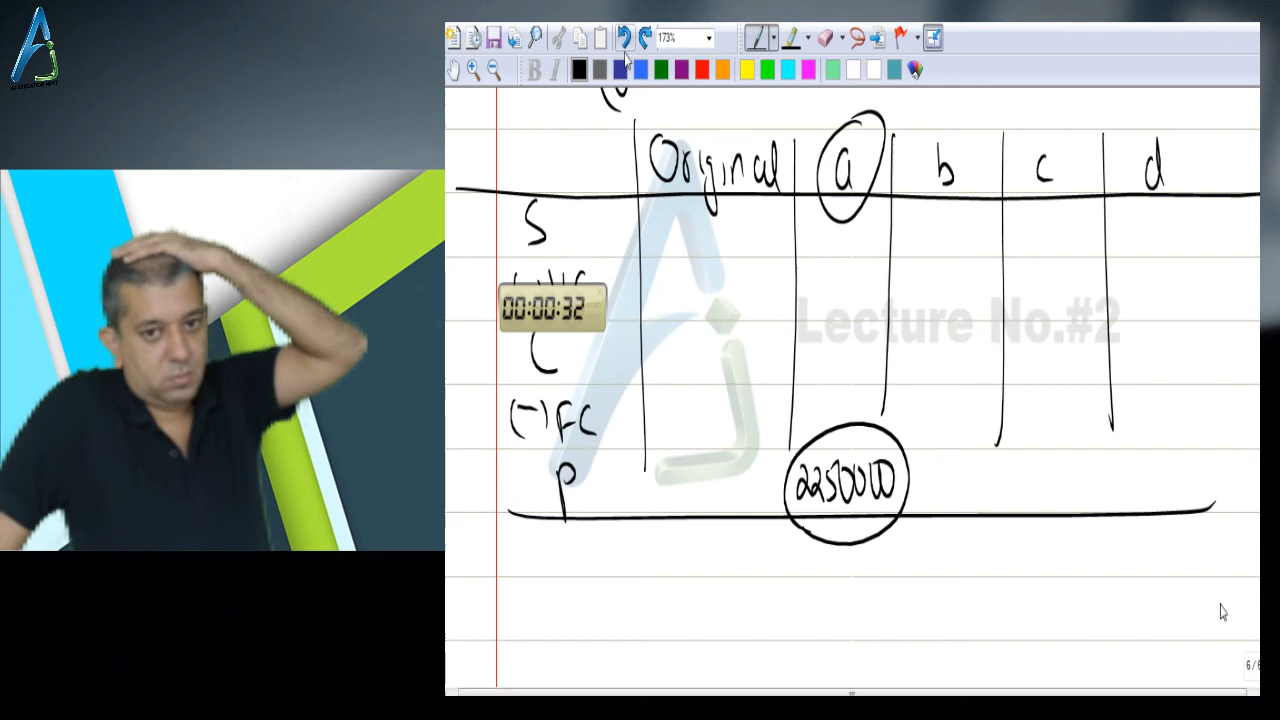 173%
Original a b c d
S
00:00:32
C
(-) FC
P 2250000
Lecture No.#2
6/6